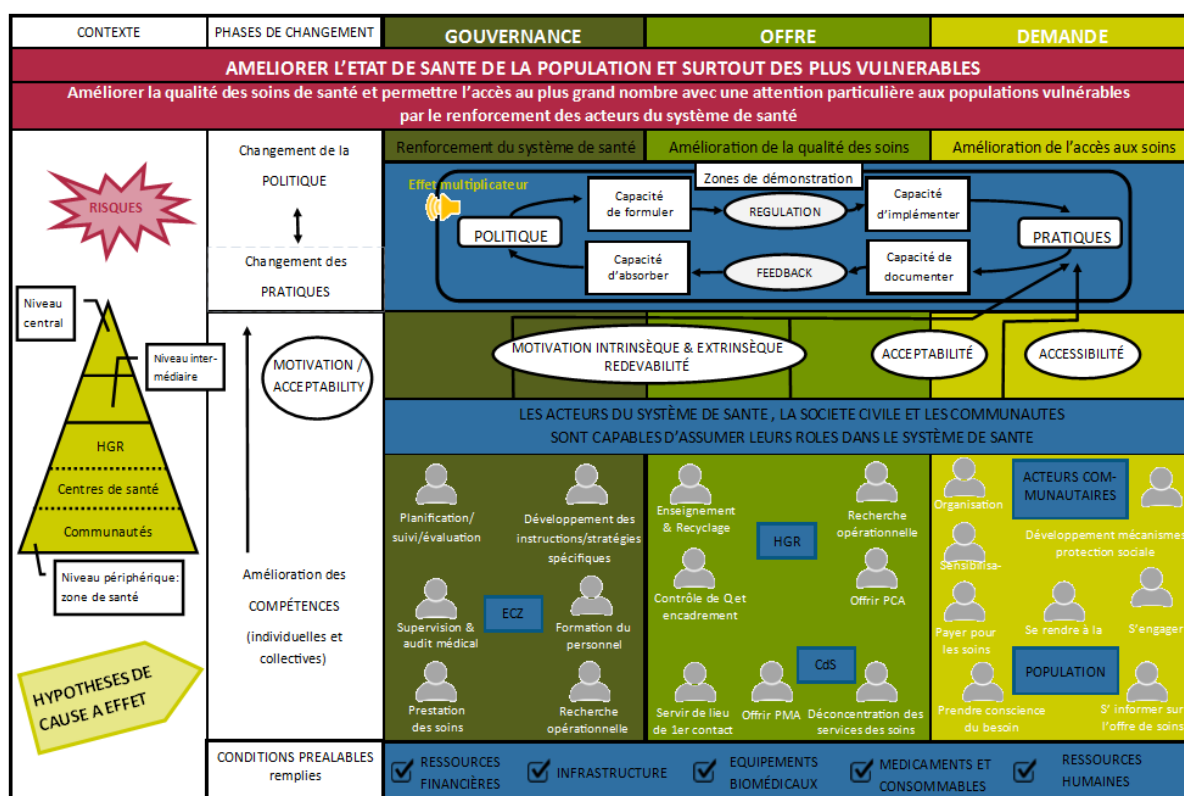 CONTEXTE
PHASES DE CHANGEMENT
GOUVERNANCE
OFFRE
DEMANDE
AMELIORER L'ETAT DE SANTE DE LA POPULATION ET SURTOUT DES PLUS VULNERABLES
Améliorer la qualité des soins de santé et permettre l'accès au plus grand nombre avec une attention particulière aux populations vulnérables
par le renforcement des acteurs du système de santé
RISQUES
Niveau
central
Niveau inter-
médiaire
HGR
Centres de santé
Communautés
Niveau périphérique:
zone de santé
HYPOTHESES DE
CAUSE A EFFET
Changement de la
POLITIQUE
Changement des
PRATIQUES
MOTIVATION /
ACCEPTABILITY
Amélioration des
COMPÉTENCES
(individuelles et
collectives)
CONDITIONS PREALABLES
remplies
Renforcement du système de santé
Amélioration de la qualité des soins
Amélioration de l'accès aux soins
Effet multiplicateur
Zones de démonstration
POLITIQUE
Capacité
de formuler
REGULATION
Capacité
d'implémenter
PRATIQUES
Capacité
d'absorber
FEEDBACK
Capacité de
documenter
MOTIVATION INTRINSÈQUE & EXTRINSÈQUE
REDEVABILITÉ
ACCEPTABILITÉ
ACCESSIBILITÉ
LES ACTEURS DU SYSTÈME DE SANTE , LA SOCIETE CIVILE ET LES COMMUNAUTES
SONT CAPABLES D'ASSUMER LEURS ROLES DANS LE SYSTÈME DE SANTE
Planification/
suivi/évaluation
Développement des
instructions/stratégies
spécifiques
ECZ
Supervision &
audit médical
Formation du
personnel
Prestation
des soins
Recherche
opérationnelle
Enseignement
& Recyclage
HGR
Recherche
opérationnelle
Contrôle de Q et
encadrement
Offrir PCA
CdS
Servir de lieu
de 1er contact
Offrir PMA
Déconcentration des
services des soins
Organisation
ACTEURS COM-
MUNAUTAIRES
Développement mécanismes
protection sociale
Sensibilisa-
Payer pour
les soins
Se rendre à la
S'engager
POPULATION
Prendre conscience
du besoin
S' informer sur
l'offre de soins
RESSOURCES
FINANCIÈRES
INFRASTRUCTURE
EQUIPEMENTS
BIOMÉDICAUX
MEDICAMENTS ET
CONSOMMABLES
RESSOURCES
HUMAINES